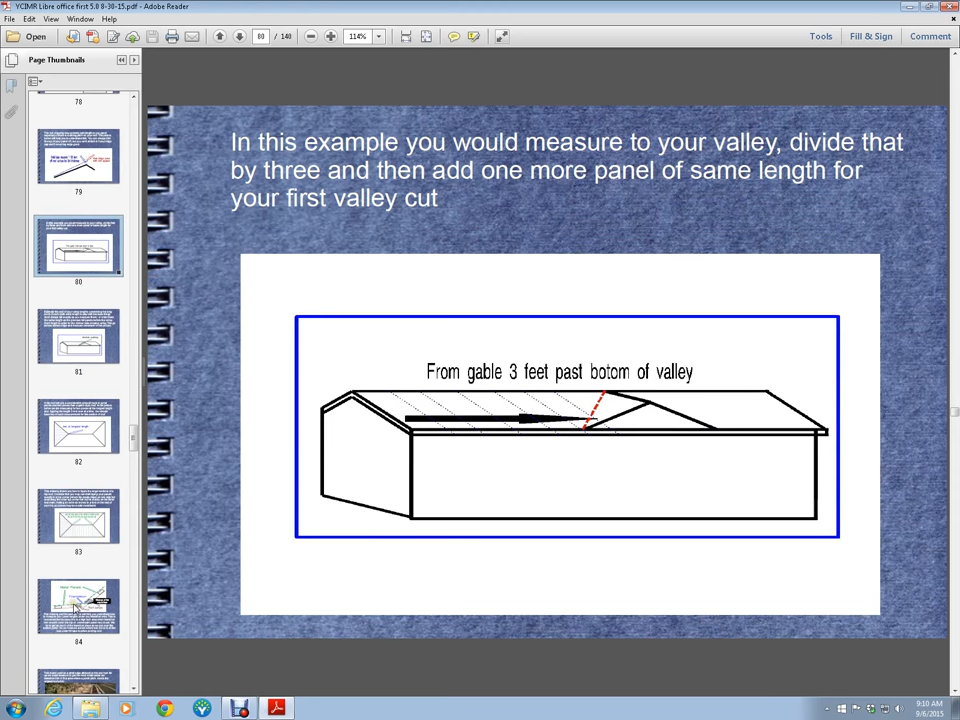 YCIMR Libre office first 5.0 8-30-15.pdf - Adobe Reader
File Edit View Window Help
Open 80 / 140 114% Tools Fill & Sign Comment
Page Thumbnails
78
79
80
81
82
83
84
In this example you would measure to your valley, divide that
by three and then add one more panel of same length for
your first valley cut
From gable 3 feet past botom of valley
9:10 AM
9/6/2015